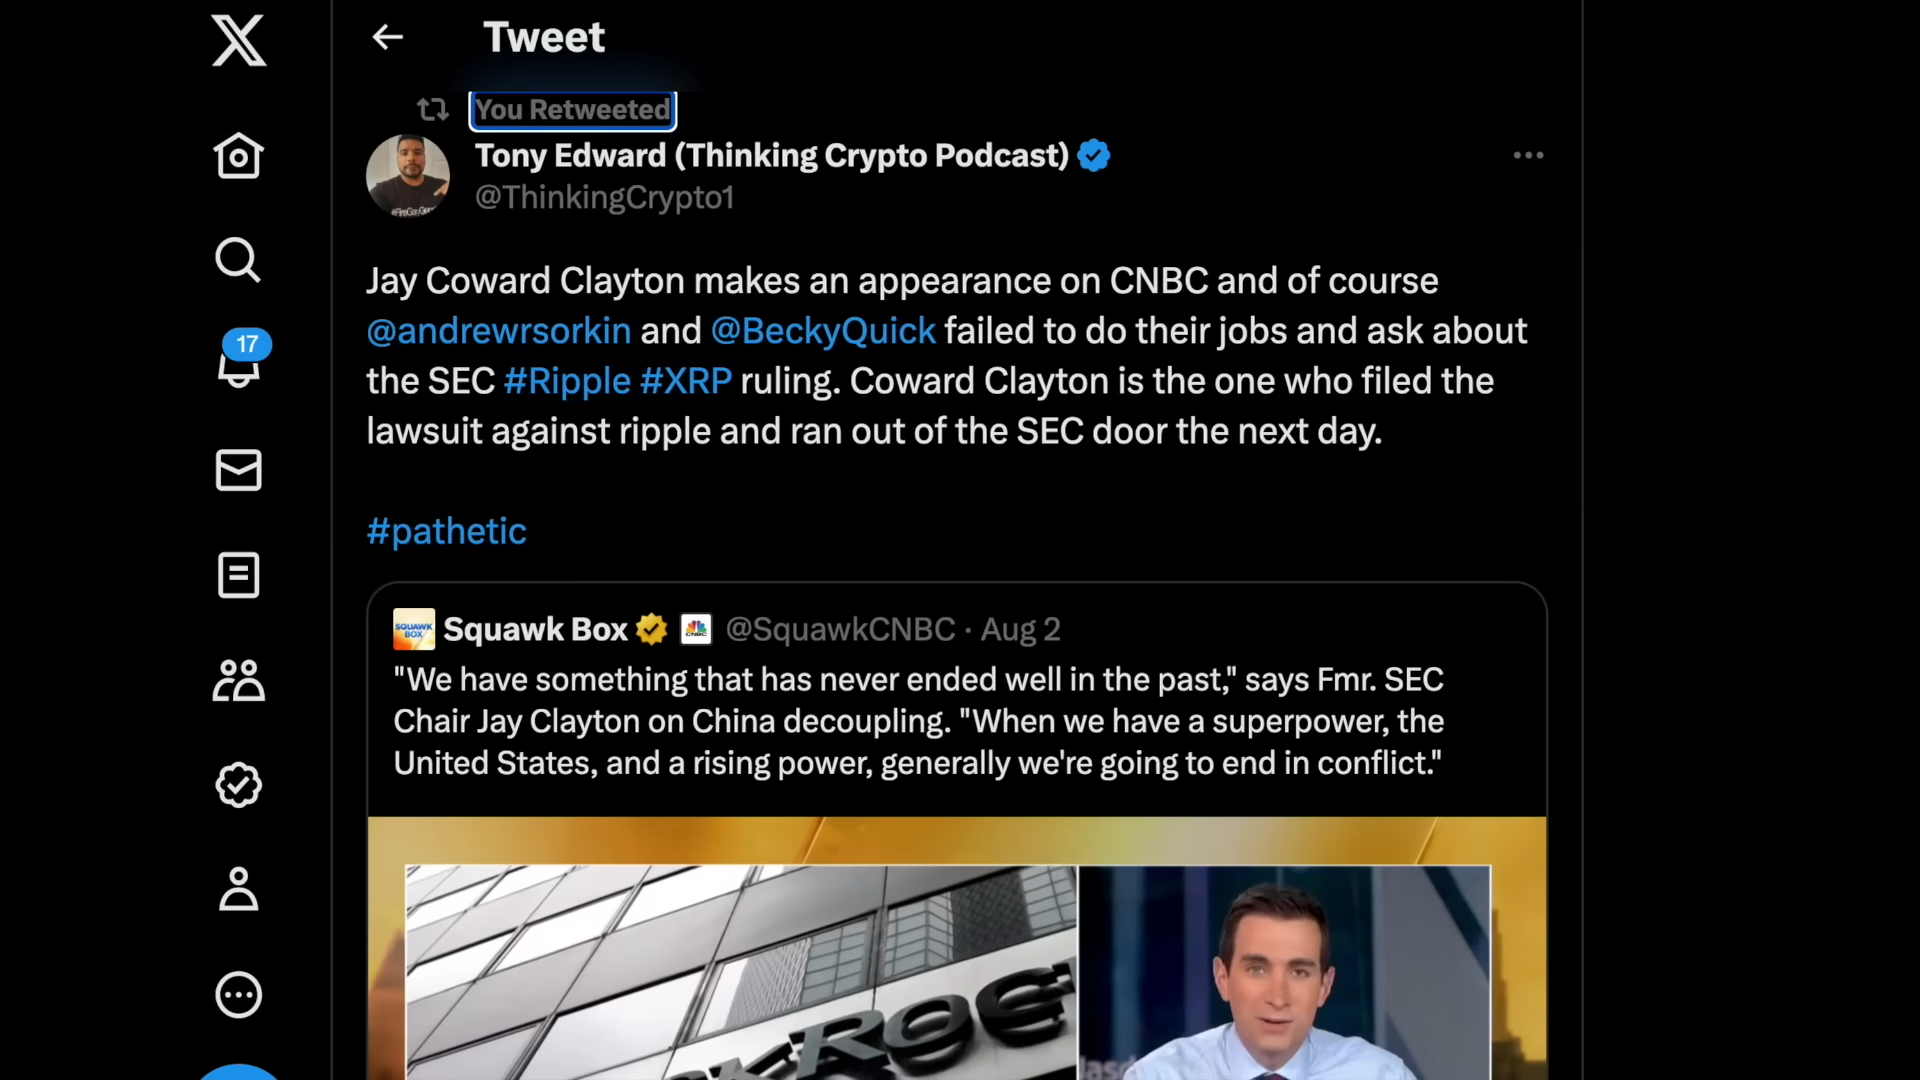 Tweet
You Retweeted
Tony Edward (Thinking Crypto Podcast)
@ThinkingCrypto1
17
Jay Coward Clayton makes an appearance on CNBC and of course
@andrewrsorkin and @BeckyQuick failed to do their jobs and ask about
the SEC #Ripple #XRP ruling. Coward Clayton is the one who filed the
lawsuit against ripple and ran out of the SEC door the next day.
#pathetic
SQUAWK
BOX
Squawk Box CNBC @SquawkCNBC · Aug 2
"We have something that has never ended well in the past," says Fmr. SEC
Chair Jay Clayton on China decoupling. "When we have a superpower, the
United States, and a rising power, generally we're going to end in conflict."